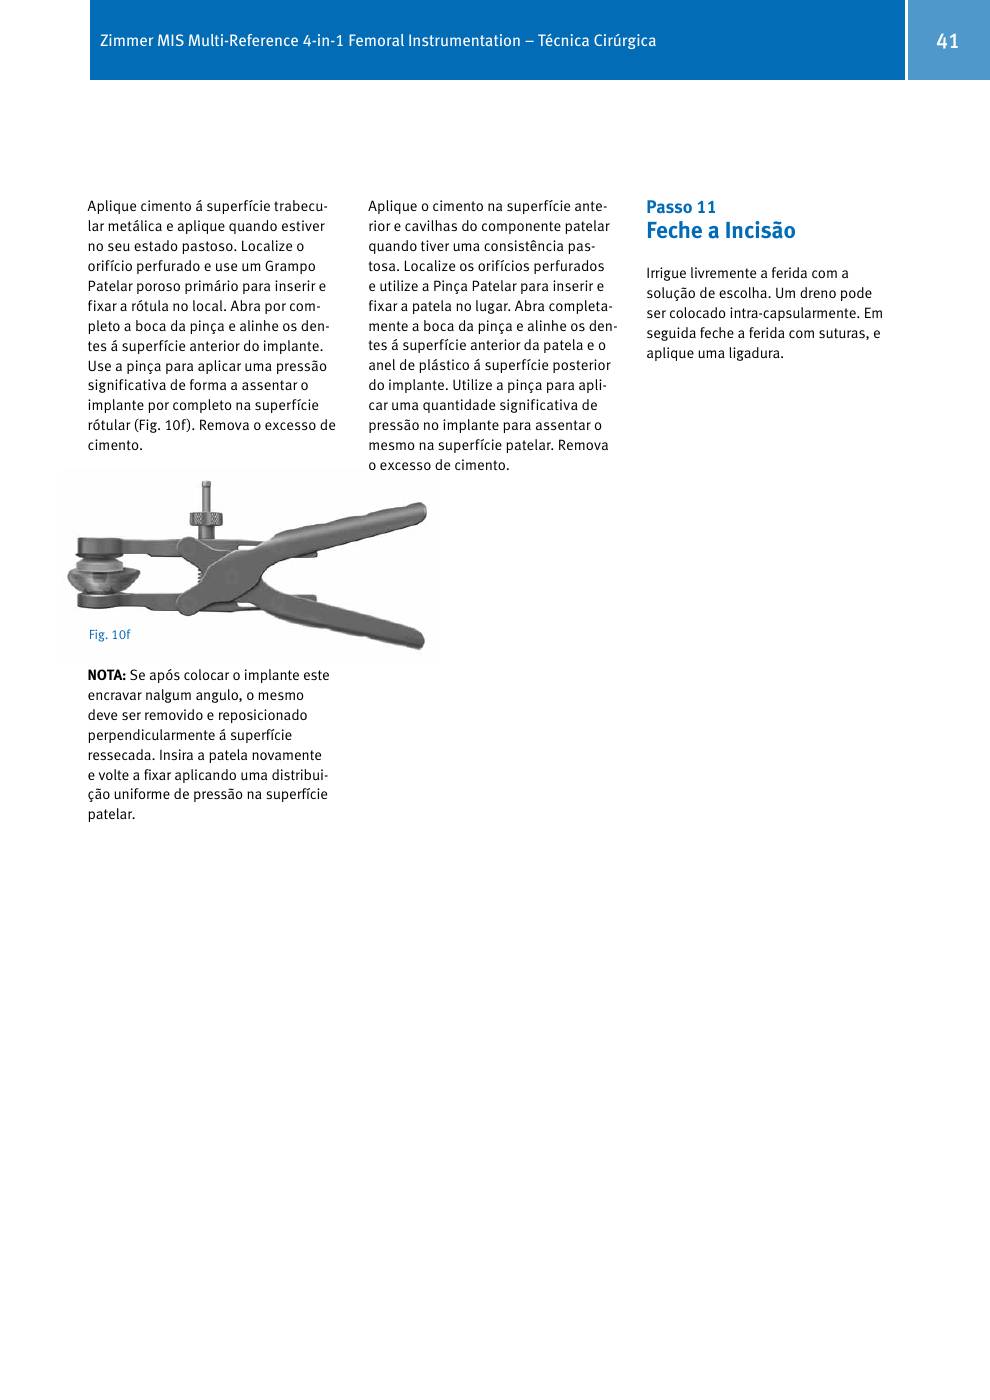 Zimmer MIS Multi-Reference 4-in-1 Femoral Instrumentation – Técnica Cirúrgica
41
Aplique cimento á superfície trabecu-
lar metálica e aplique quando estiver
no seu estado pastoso. Localize o
orifício perfurado e use um Grampo
Patelar poroso primário para inserir e
fixar a rótula no local. Abra por com-
pleto a boca da pinça e alinhe os den-
tes á superfície anterior do implante.
Use a pinça para aplicar uma pressão
significativa de forma a assentar o
implante por completo na superfície
rótular (Fig. 10f). Remova o excesso de
cimento.
Fig. 10f
NOTA: Se após colocar o implante este
encravar nalgum angulo, o mesmo
deve ser removido e reposicionado
perpendicularmente á superfície
ressecada. Insira a patela novamente
e volte a fixar aplicando uma distribui-
ção uniforme de pressão na superfície
patelar.
Aplique o cimento na superfície ante-
rior e cavilhas do componente patelar
quando tiver uma consistência pas-
tosa. Localize os orifícios perfurados
e utilize a Pinça Patelar para inserir e
fixar a patela no lugar. Abra completa-
mente a boca da pinça e alinhe os den-
tes á superfície anterior da patela e o
anel de plástico á superfície posterior
do implante. Utilize a pinça para apli-
car uma quantidade significativa de
pressão no implante para assentar o
mesmo na superfície patelar. Remova
o excesso de cimento.
Passo 11
Feche a Incisão
Irrigue livremente a ferida com a
solução de escolha. Um dreno pode
ser colocado intra-capsularmente. Em
seguida feche a ferida com suturas, e
aplique uma ligadura.